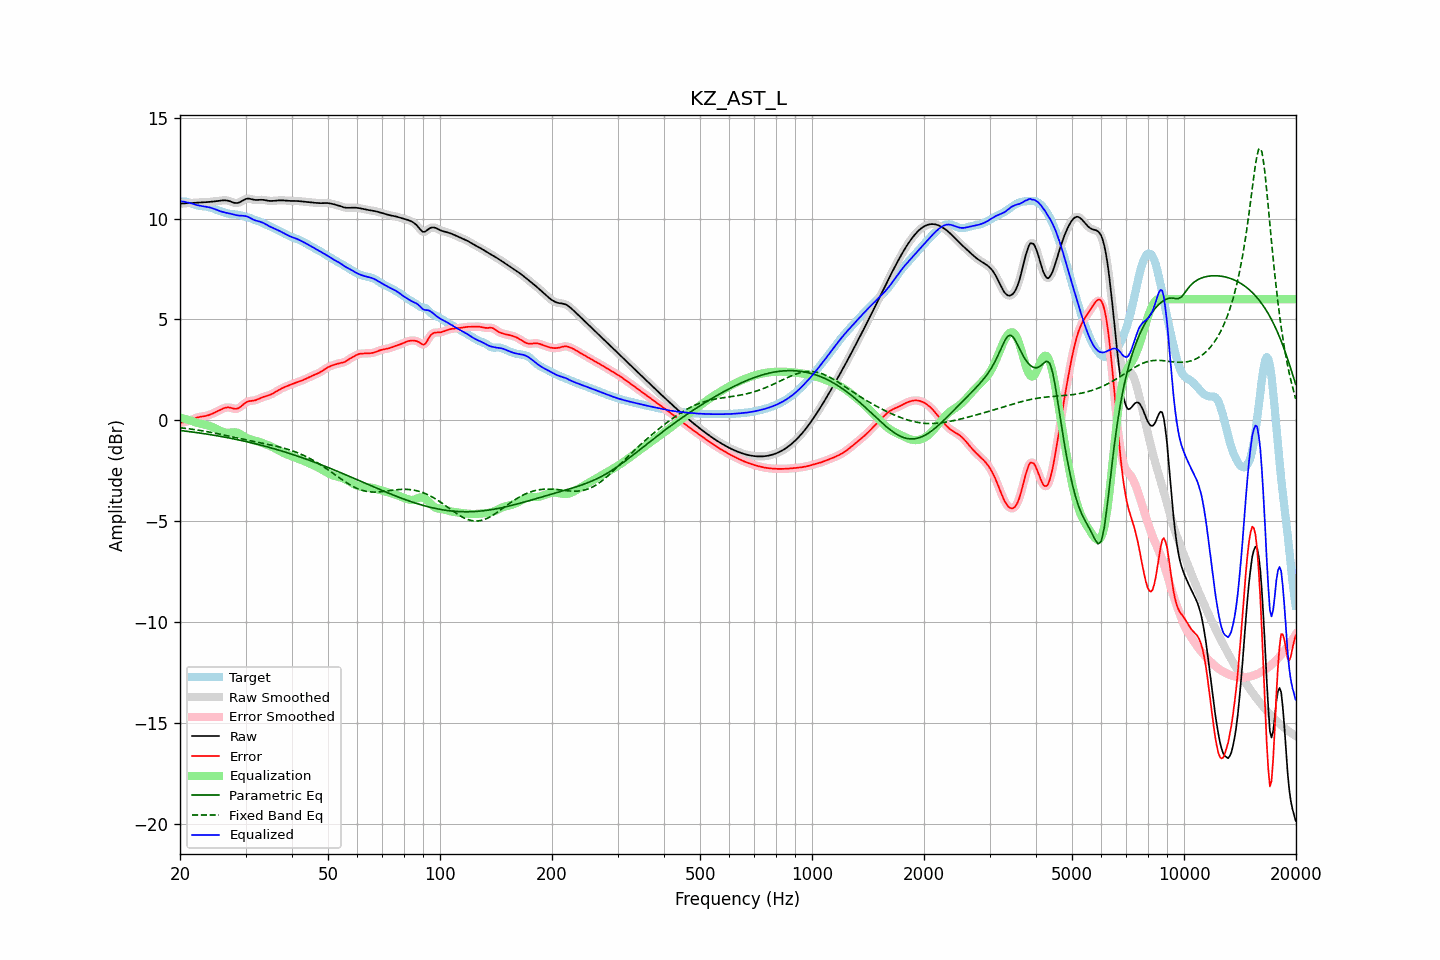 KZ_AST_L
15
10
5
0
−5
−10
−15
−20
Amplitude (dBr)
Target
Raw Smoothed
Error Smoothed
Raw
Error
Equalization
Parametric Eq
Fixed Band Eq
Equalized
20 50 100 200 500 1000 2000 5000 10000 20000
Frequency (Hz)